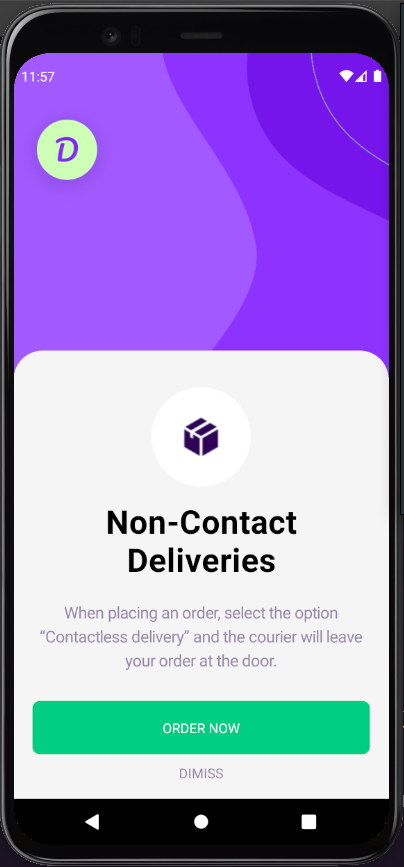 11:57
D
Non-Contact
Deliveries
When placing an order, select the option
“Contactless delivery” and the courier will leave
your order at the door.
ORDER NOW
DIMISS